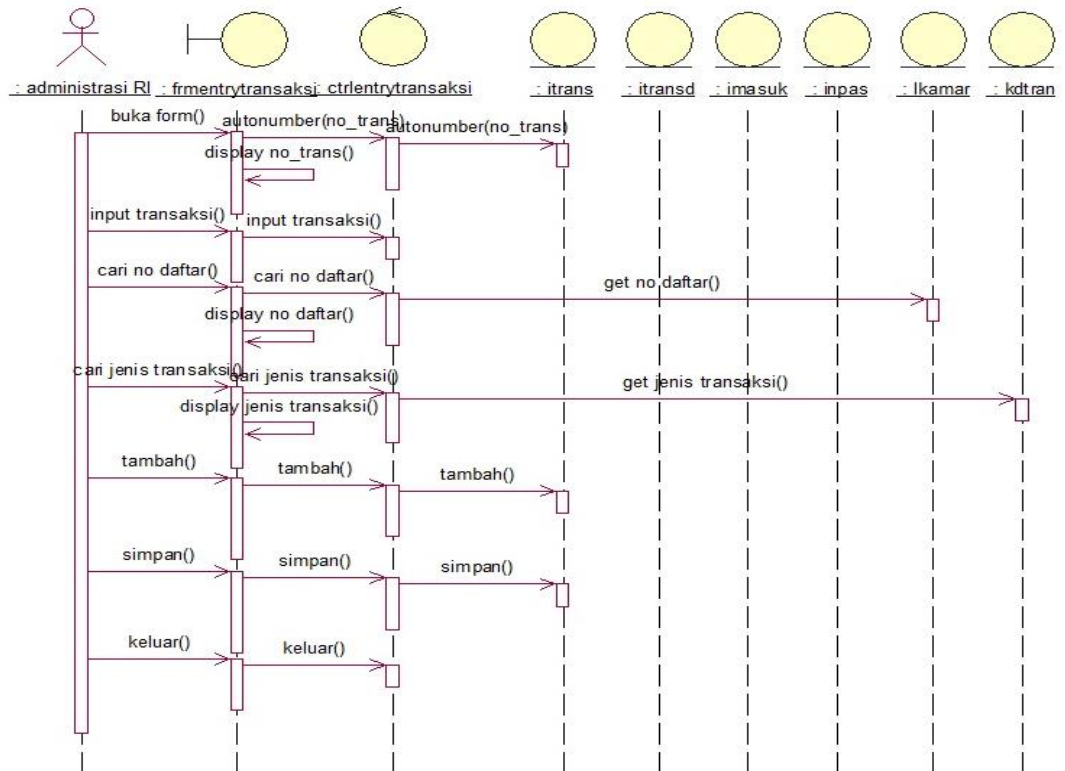 : administrasi RI
: frmentrytransaksi
: ctrlentrytransaksi
: itrans
: itransd
: imasuk
: inpas
: lkamar
: kdtran
buka form()
autonumber(no_trans)
autonumber(no_trans)
display no_trans()
input transaksi()
input transaksi()
cari no daftar()
cari no daftar()
get no daftar()
display no daftar()
cari jenis transaksi()
cari jenis transaksi()
get jenis transaksi()
display jenis transaksi()
tambah()
tambah()
tambah()
simpan()
simpan()
simpan()
keluar()
keluar()